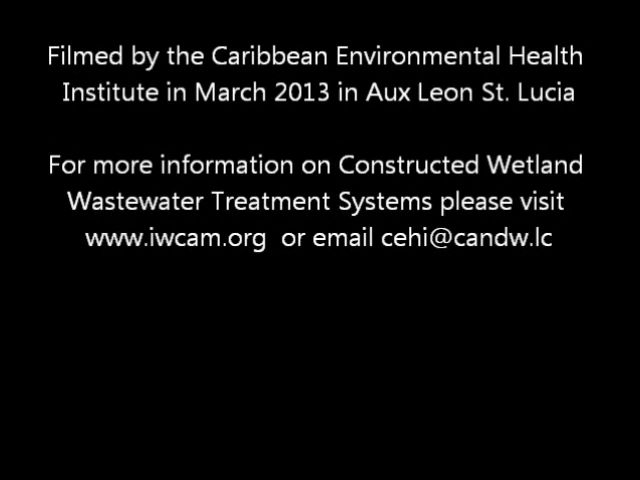 Filmed by the Caribbean Environmental Health
Institute in March 2013 in Aux Leon St. Lucia
For more information on Constructed Wetland
Wastewater Treatment Systems please visit
www.iwcam.org  or email cehi@candw.lc